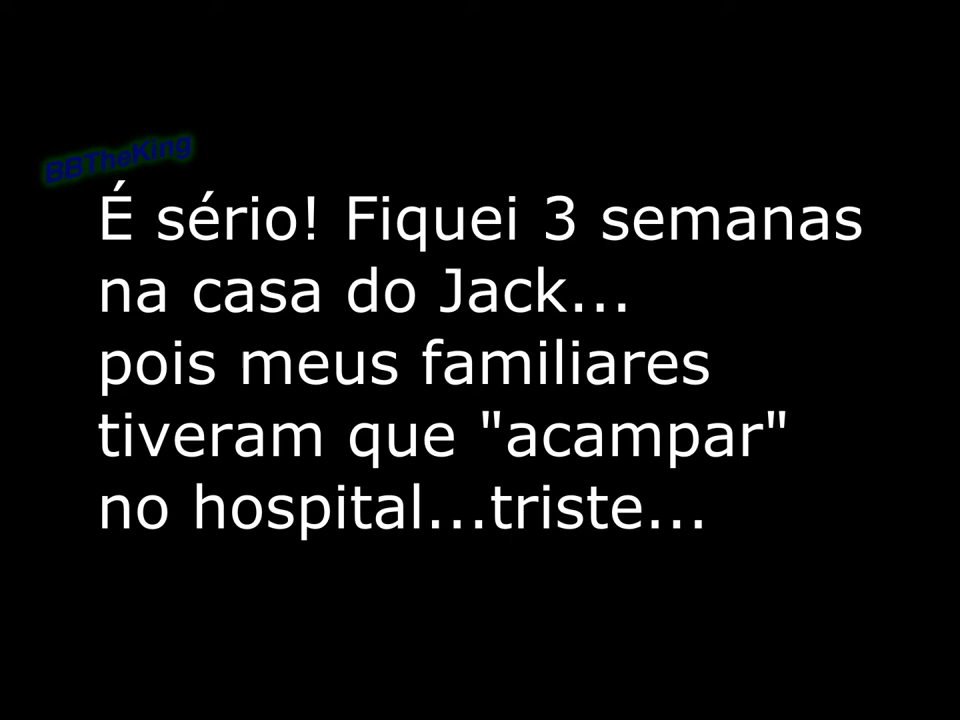 BBTheKing
É sério! Fiquei 3 semanas
na casa do Jack...
pois meus familiares
tiveram que "acampar"
no hospital...triste...